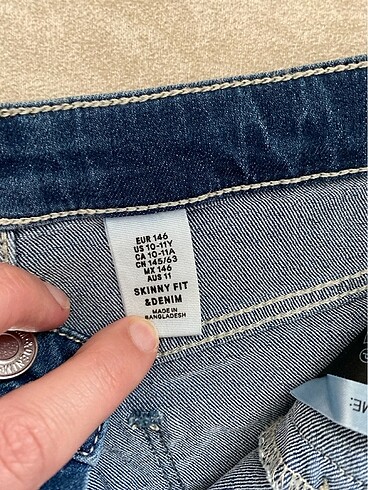 EUR 146
US 10-11Y
CA 10-11A
CN 145/63
MX 146
AUS 11
SKINNY FIT
&DENIM
MADE IN
BANGLADESH
ME: